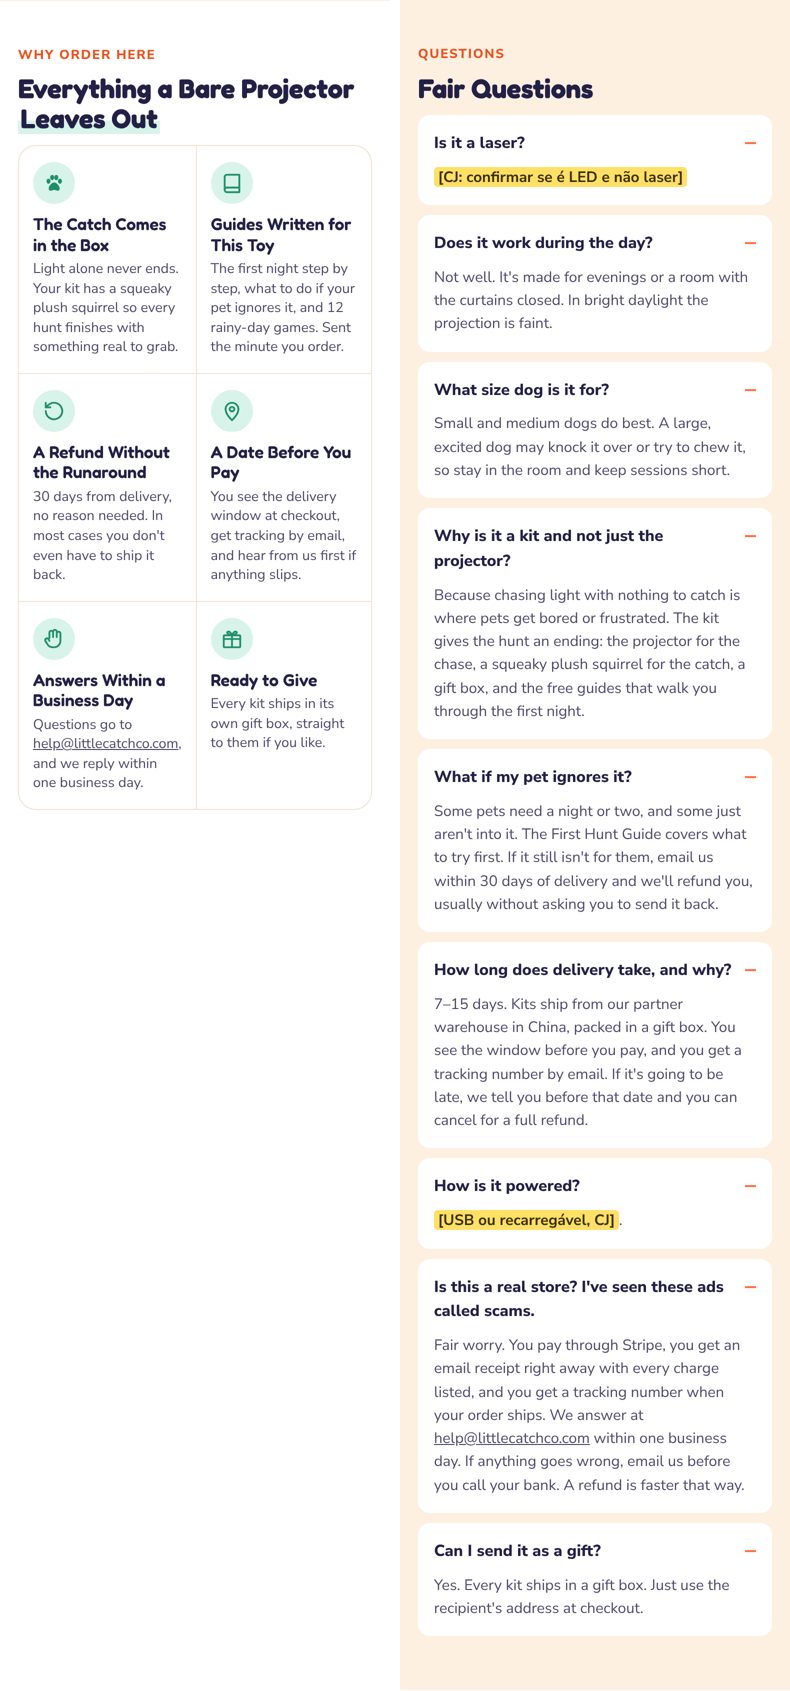 WHY ORDER HERE
Everything a Bare Projector
Leaves Out
The Catch Comes
in the Box
Light alone never ends.
Your kit has a squeaky
plush squirrel so every
hunt finishes with
something real to grab.
Guides Written for
This Toy
The first night step by
step, what to do if your
pet ignores it, and 12
rainy-day games. Sent
the minute you order.
A Refund Without
the Runaround
30 days from delivery,
no reason needed. In
most cases you don't
even have to ship it
back.
A Date Before You
Pay
You see the delivery
window at checkout,
get tracking by email,
and hear from us first if
anything slips.
Answers Within a
Business Day
Questions go to
help@littlecatchco.com,
and we reply within
one business day.
Ready to Give
Every kit ships in its
own gift box, straight
to them if you like.
QUESTIONS
Fair Questions
Is it a laser?
[CJ: confirmar se é LED e não laser]
Does it work during the day?
Not well. It's made for evenings or a room with
the curtains closed. In bright daylight the
projection is faint.
What size dog is it for?
Small and medium dogs do best. A large,
excited dog may knock it over or try to chew it,
so stay in the room and keep sessions short.
Why is it a kit and not just the
projector?
Because chasing light with nothing to catch is
where pets get bored or frustrated. The kit
gives the hunt an ending: the projector for the
chase, a squeaky plush squirrel for the catch, a
gift box, and the free guides that walk you
through the first night.
What if my pet ignores it?
Some pets need a night or two, and some just
aren't into it. The First Hunt Guide covers what
to try first. If it still isn't for them, email us
within 30 days of delivery and we'll refund you,
usually without asking you to send it back.
How long does delivery take, and why?
7–15 days. Kits ship from our partner
warehouse in China, packed in a gift box. You
see the window before you pay, and you get a
tracking number by email. If it's going to be
late, we tell you before that date and you can
cancel for a full refund.
How is it powered?
[USB ou recarregável, CJ].
Is this a real store? I've seen these ads
called scams.
Fair worry. You pay through Stripe, you get an
email receipt right away with every charge
listed, and you get a tracking number when
your order ships. We answer at
help@littlecatchco.com within one business
day. If anything goes wrong, email us before
you call your bank. A refund is faster that way.
Can I send it as a gift?
Yes. Every kit ships in a gift box. Just use the
recipient's address at checkout.